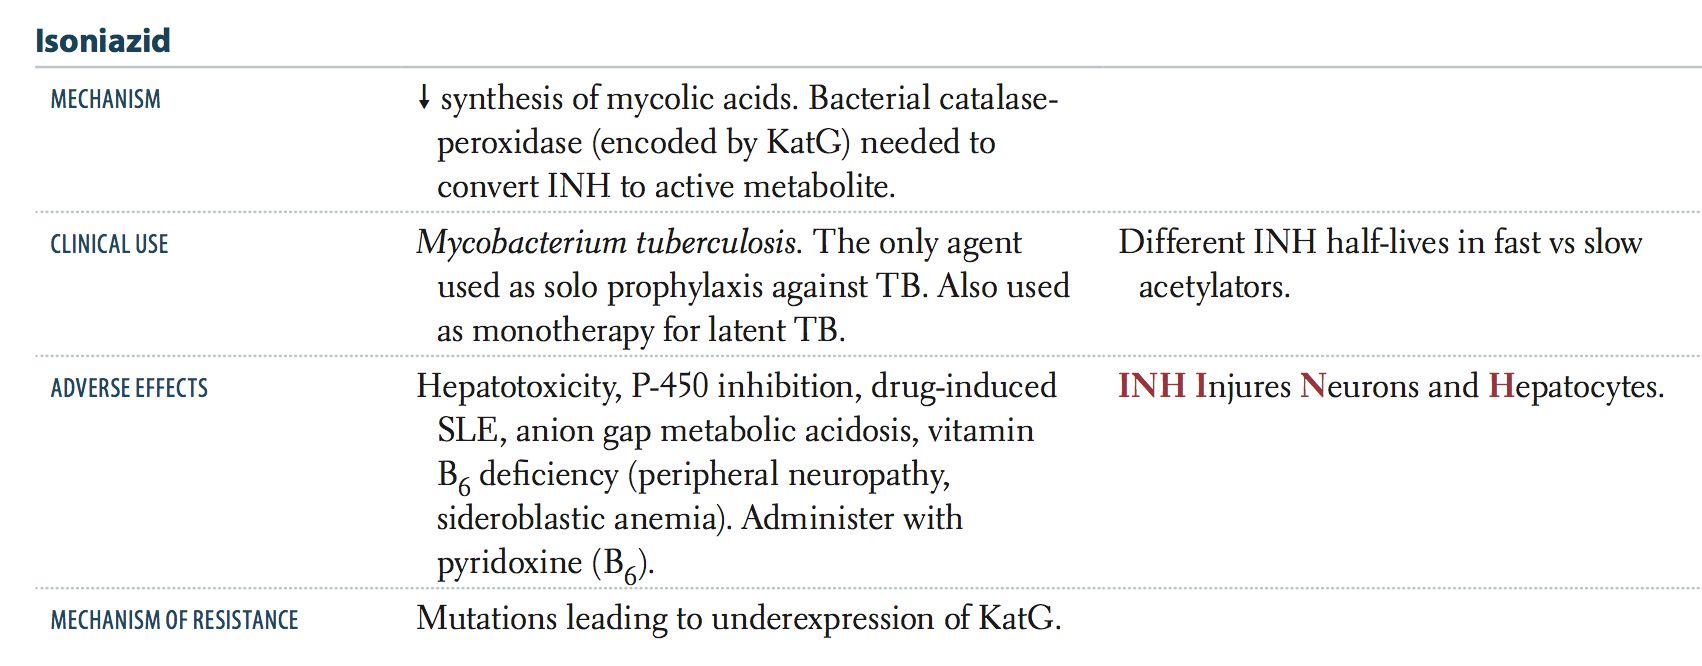 Isoniazid
MECHANISM
↓ synthesis of mycolic acids. Bacterial catalase-
peroxidase (encoded by KatG) needed to
convert INH to active metabolite.
CLINICAL USE
Mycobacterium tuberculosis. The only agent
used as solo prophylaxis against TB. Also used
as monotherapy for latent TB.
Different INH half-lives in fast vs slow
acetylators.
ADVERSE EFFECTS
Hepatotoxicity, P-450 inhibition, drug-induced
SLE, anion gap metabolic acidosis, vitamin
B₆ deficiency (peripheral neuropathy,
sideroblastic anemia). Administer with
pyridoxine (B₆).
INH Injures Neurons and Hepatocytes.
MECHANISM OF RESISTANCE
Mutations leading to underexpression of KatG.